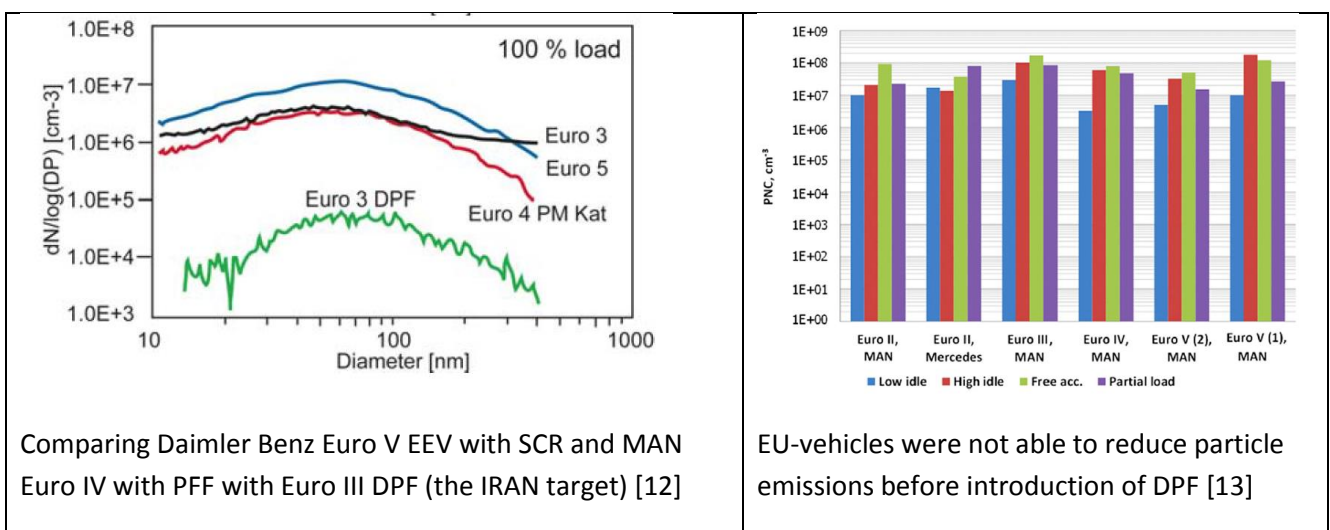 1.0E+8
1.0E+7
1.0E+6
1.0E+5
1.0E+4
1.0E+3
dN/log(DP) [cm-3]
100 % load
Euro 3
Euro 5
Euro 3 DPF
Euro 4 PM Kat
10
100
1000
Diameter [nm]
Comparing Daimler Benz Euro V EEV with SCR and MAN
Euro IV with PFF with Euro III DPF (the IRAN target) [12]
1E+09
1E+08
1E+07
1E+06
1E+05
1E+04
1E+03
1E+02
1E+01
1E+00
PNC, cm-3
Euro II,
MAN
Euro II,
Mercedes
Euro III,
MAN
Euro IV,
MAN
Euro V (2),
MAN
Euro V (1),
MAN
Low idle High idle Free acc. Partial load
EU-vehicles were not able to reduce particle
emissions before introduction of DPF [13]